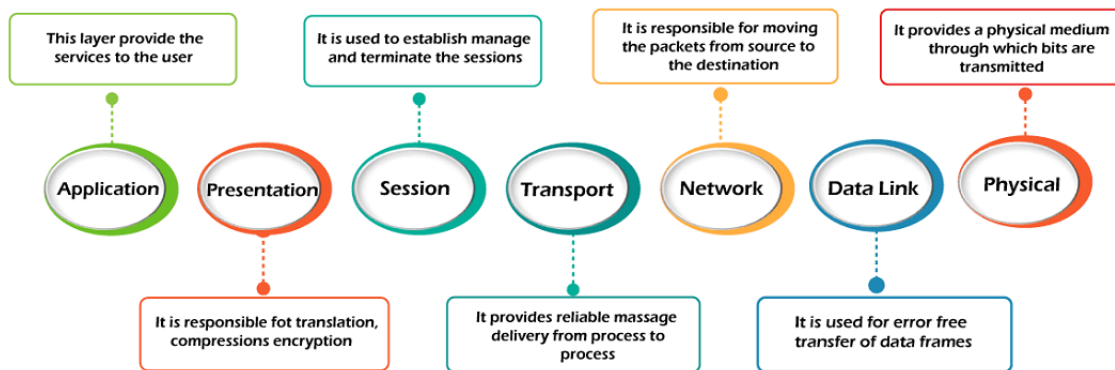 This layer provide the
services to the user
It is used to establish manage
and terminate the sessions
It is responsible for moving
the packets from source to
the destination
It provides a physical medium
through which bits are
transmitted
Application
Presentation
Session
Transport
Network
Data Link
Physical
It is responsible fot translation,
compressions encryption
It provides reliable massage
delivery from process to
process
It is used for error free
transfer of data frames